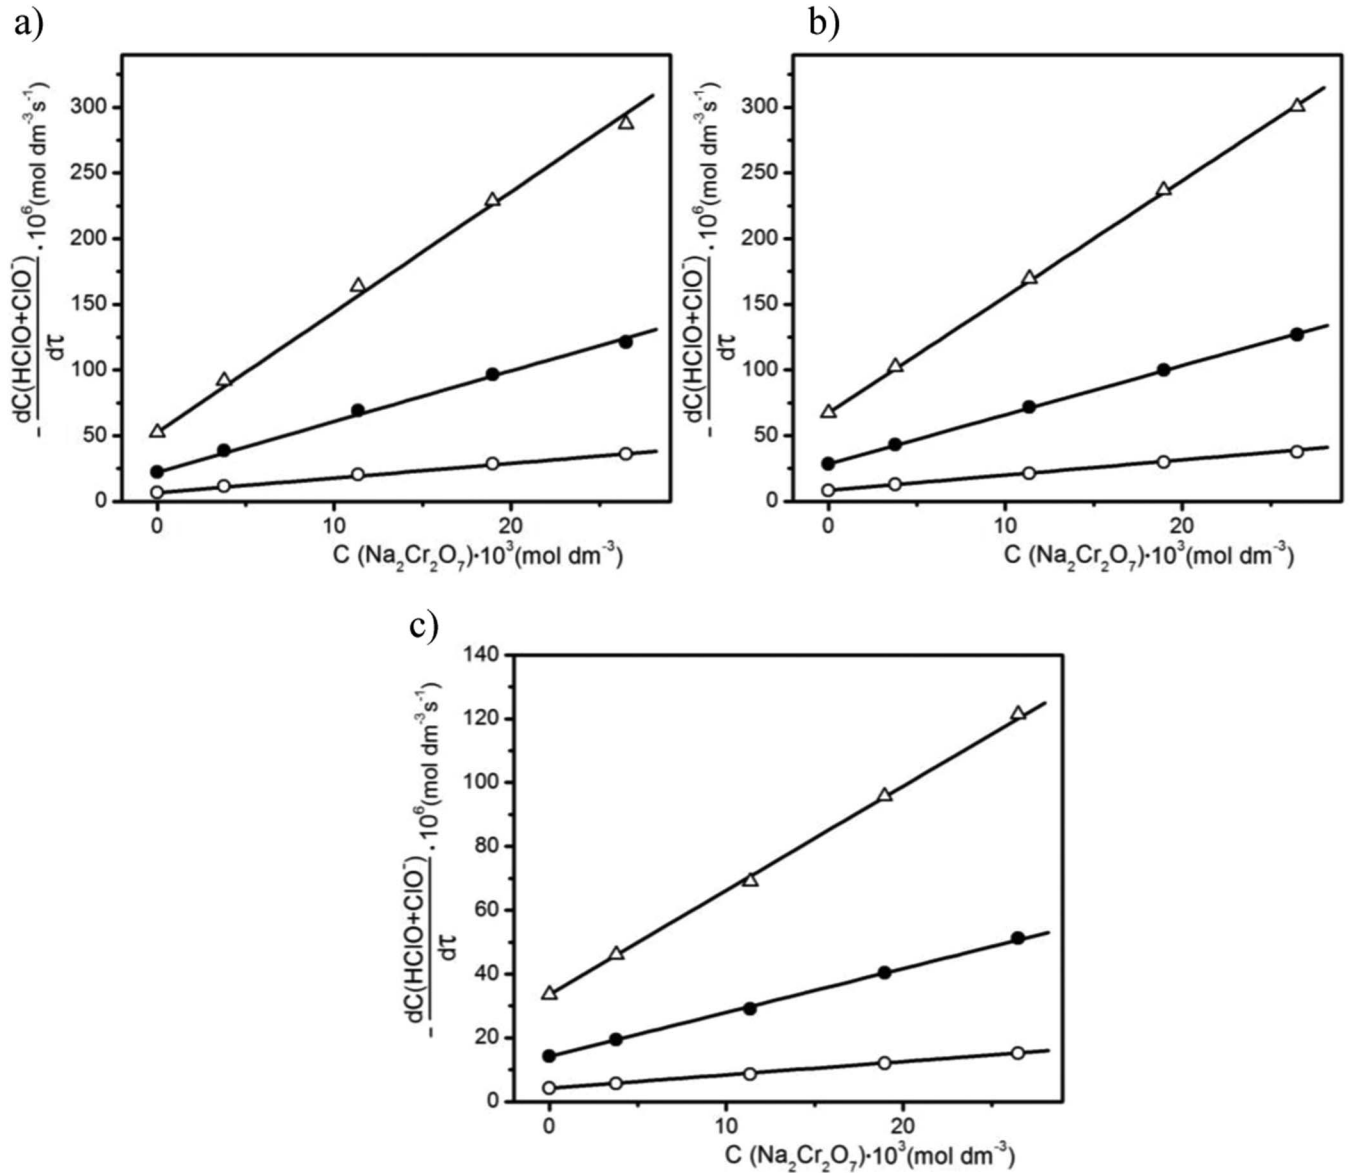 a)
300
250
200
150
100
50
0
0 10 20
- dC(HClO+ClO⁻)/dτ ·10⁶(mol dm⁻³s⁻¹)
C (Na₂Cr₂O₇)·10³(mol dm⁻³)
b)
300
250
200
150
100
50
0
0 10 20
- dC(HClO+ClO⁻)/dτ ·10⁶(mol dm⁻³s⁻¹)
C (Na₂Cr₂O₇)·10³(mol dm⁻³)
c)
140
120
100
80
60
40
20
0
0 10 20
- dC(HClO+ClO⁻)/dτ ·10⁶(mol dm⁻³s⁻¹)
C (Na₂Cr₂O₇)·10³(mol dm⁻³)